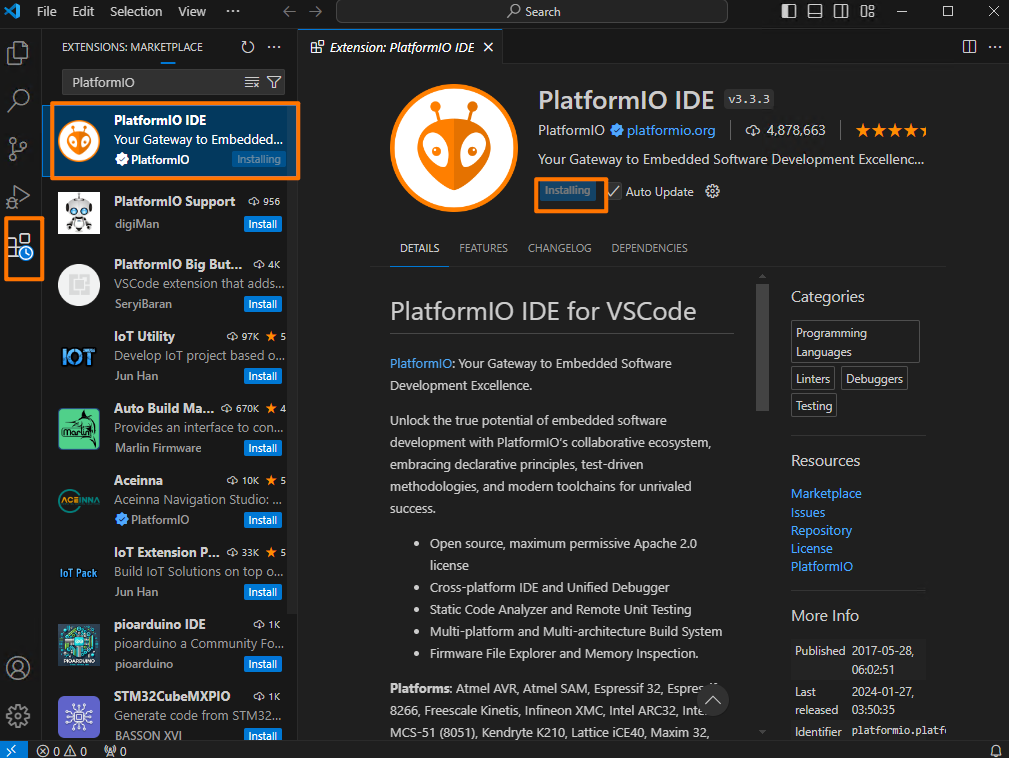 File Edit Selection View ··· Search
EXTENSIONS: MARKETPLACE
PlatformIO
PlatformIO IDE
Your Gateway to Embedded...
PlatformIO Installing
PlatformIO Support 956
digiMan Install
PlatformIO Big But... 4K
VSCode extension that adds...
SeryiBaran Install
IoT Utility 97K 5
Develop IoT project based o...
Jun Han Install
Auto Build Ma... 670K 4
Provides an interface to con...
Marlin Firmware Install
Aceinna 10K 5
Aceinna Navigation Studio: ...
PlatformIO Install
IoT Extension P... 33K 5
Build IoT Solutions on top o...
Jun Han Install
pioarduino IDE 1K
pioarduino a Community Fo...
pioarduino Install
STM32CubeMXPIO 1K
Generate code from STM32...
BASSON XVI Install
IOT
Marlin
ACEINNA
IoT Pack
PIOARDUINO
Extension: PlatformIO IDE
PlatformIO IDE v3.3.3
PlatformIO platformio.org 4,878,663
Your Gateway to Embedded Software Development Excellenc...
Installing Auto Update
DETAILS FEATURES CHANGELOG DEPENDENCIES
PlatformIO IDE for VSCode
PlatformIO: Your Gateway to Embedded Software
Development Excellence.
Unlock the true potential of embedded software
development with PlatformIO's collaborative ecosystem,
embracing declarative principles, test-driven
methodologies, and modern toolchains for unrivaled
success.
• Open source, maximum permissive Apache 2.0
license
• Cross-platform IDE and Unified Debugger
• Static Code Analyzer and Remote Unit Testing
• Multi-platform and Multi-architecture Build System
• Firmware File Explorer and Memory Inspection.
Platforms: Atmel AVR, Atmel SAM, Espressif 32,
8266, Freescale Kinetis, Infineon XMC, Intel ARC32,
MCS-51 (8051), Kendryte K210, Lattice iCE40, Maxim 32,
Categories
Programming
Languages
Linters Debuggers
Testing
Resources
Marketplace
Issues
Repository
License
PlatformIO
More Info
Published 2017-05-28,
06:02:51
Last 2024-01-27,
released 03:50:35
Identifier platformio.platf
0 0 0